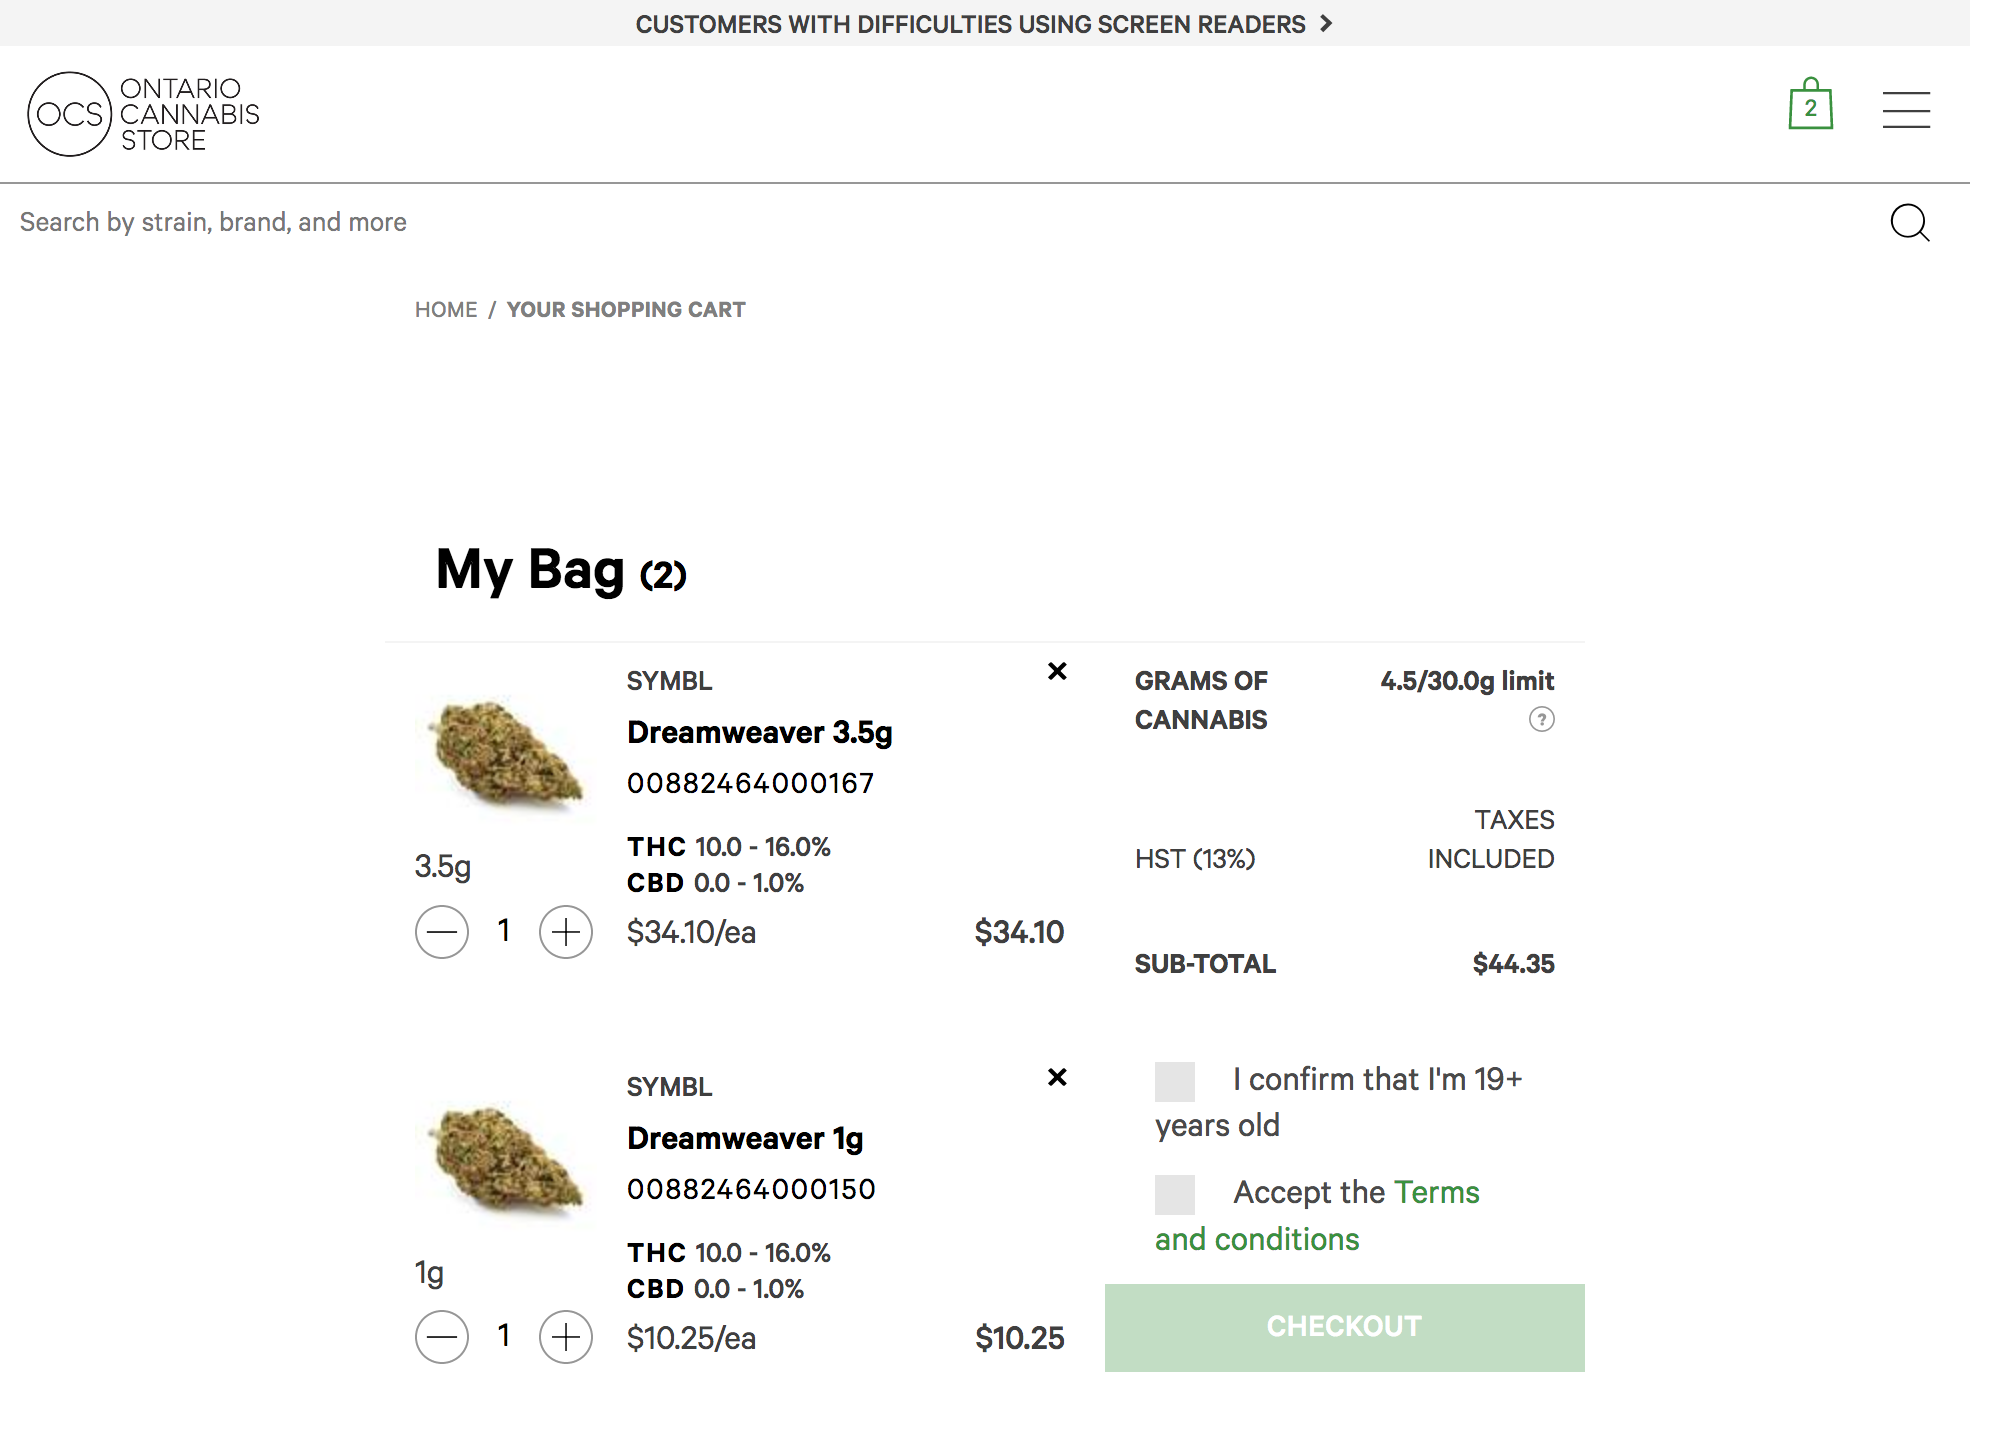 CUSTOMERS WITH DIFFICULTIES USING SCREEN READERS
OCS
ONTARIO
CANNABIS
STORE
2
Search by strain, brand, and more
HOME / YOUR SHOPPING CART
My Bag (2)
SYMBL
Dreamweaver 3.5g
00882464000167
THC 10.0 - 16.0%
CBD 0.0 - 1.0%
3.5g
1
$34.10/ea
$34.10
SYMBL
Dreamweaver 1g
00882464000150
THC 10.0 - 16.0%
CBD 0.0 - 1.0%
1g
1
$10.25/ea
$10.25
GRAMS OF
CANNABIS
4.5/30.0g limit
?
HST (13%)
TAXES
INCLUDED
SUB-TOTAL
$44.35
I confirm that I'm 19+
years old
Accept the Terms
and conditions
CHECKOUT